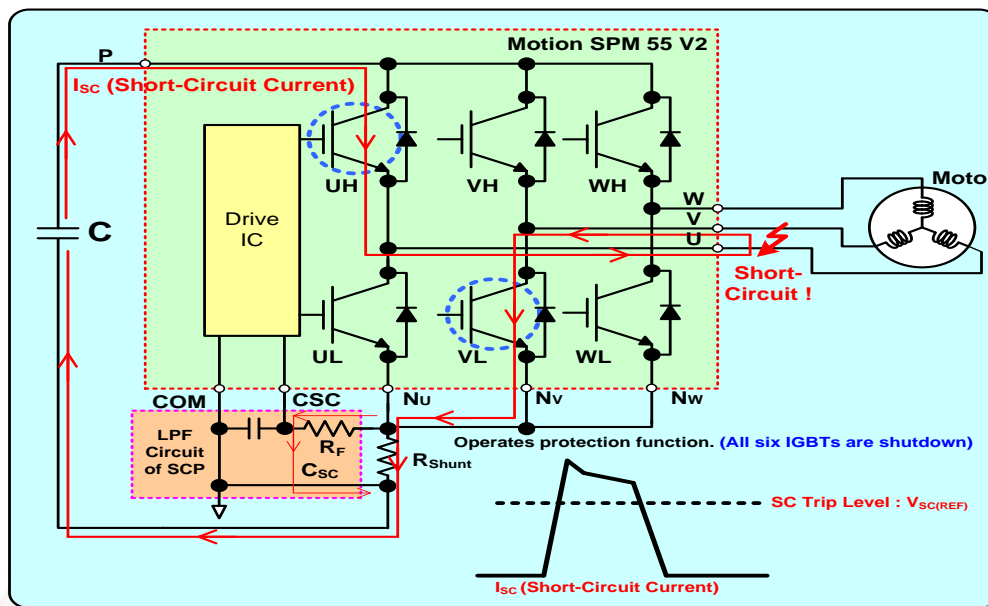 Motion SPM 55 V2
P
ISC (Short-Circuit Current)
UH
VH
WH
Drive
IC
C
W
V
U
Moto
Short-
Circuit !
UL
VL
WL
COM
CSC
NU
NV
NW
LPF
Circuit
of SCP
RF
CSC
RShunt
Operates protection function. (All six IGBTs are shutdown)
SC Trip Level : VSC(REF)
ISC (Short-Circuit Current)